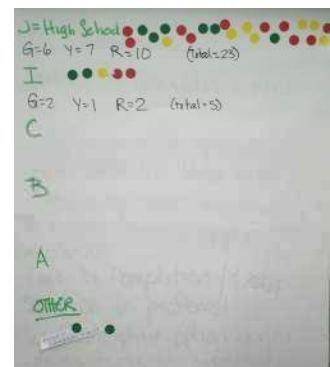 J=High School
G=6 Y=7 R=10 (total=23)
I
G=2 Y=1 R=2 (total=5)
C
B
A
OTHER